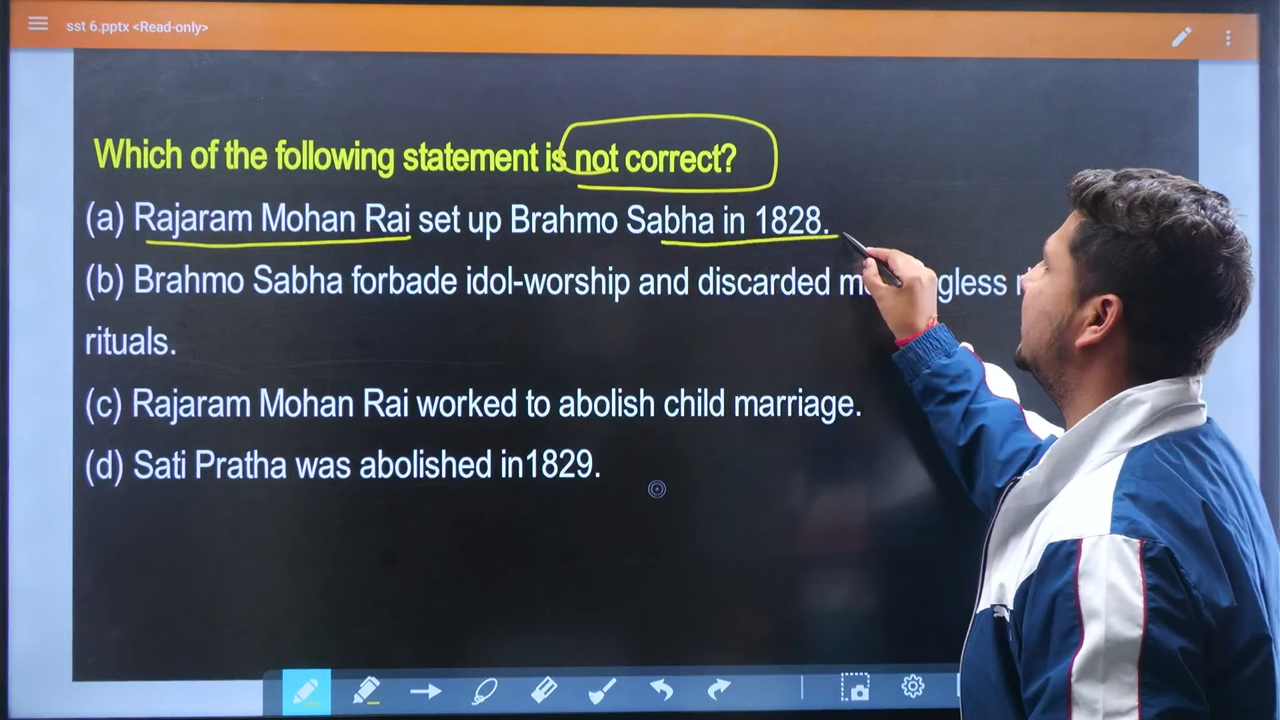 sst 6.pptx <Read-only>
Which of the following statement is not correct?
(a) Rajaram Mohan Rai set up Brahmo Sabha in 1828.
(b) Brahmo Sabha forbade idol-worship and discarded
rituals.
(c) Rajaram Mohan Rai worked to abolish child marriage.
(d) Sati Pratha was abolished in1829.